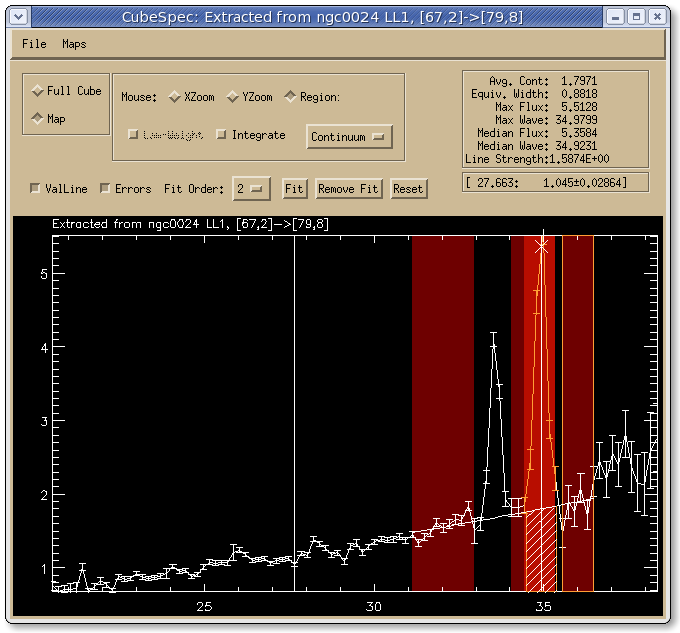 CubeSpec: Extracted from ngc0024 LL1, [67,2]->[79,8]
File Maps
Full Cube
Map
Mouse: XZoom YZoom Region:
Lam-Weight Integrate Continuum
Avg. Cont: 1.7971
Equiv. Width: 0.8818
Max Flux: 5.5128
Max Wave: 34.9799
Median Flux: 5.3584
Median Wave: 34.9231
Line Strength:1.5874E+00
[ 27.663: 1.045±0.02864]
ValLine Errors Fit Order: 2 Fit Remove Fit Reset
Extracted from ngc0024 LL1, [67,2]->[79,8]
5
4
3
2
1
25 30 35